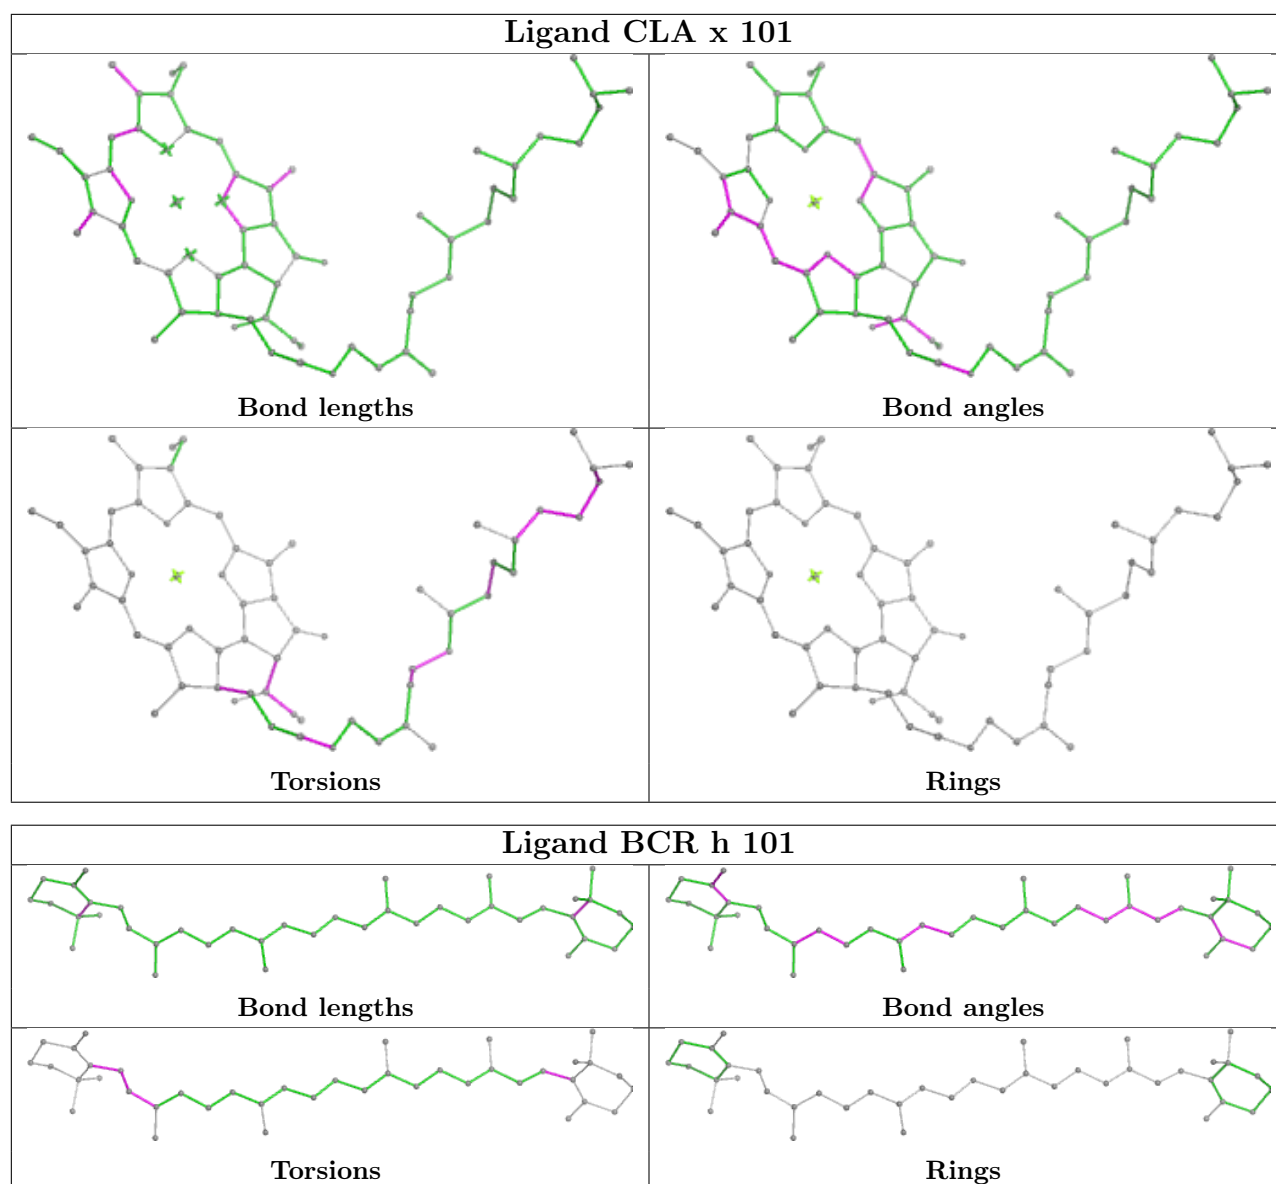 Ligand CLA x 101
Bond lengths
Bond angles
Torsions
Rings
Ligand BCR h 101
Bond lengths
Bond angles
Torsions
Rings